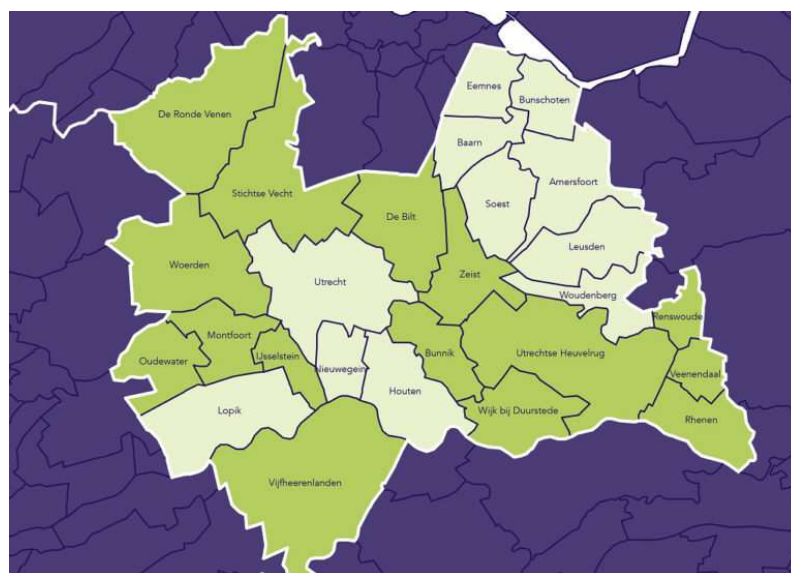 Eemnes
Bunschoten
De Ronde Venen
Baarn
Amersfoort
Stichtse Vecht
Soest
De Bilt
Leusden
Woerden
Zeist
Utrecht
Woudenberg
Renswoude
Montfoort
Oudewater
IJsselstein
Nieuwegein
Bunnik
Utrechtse Heuvelrug
Houten
Veenendaal
Lopik
Wijk bij Duurstede
Rhenen
Vijfheerenlanden